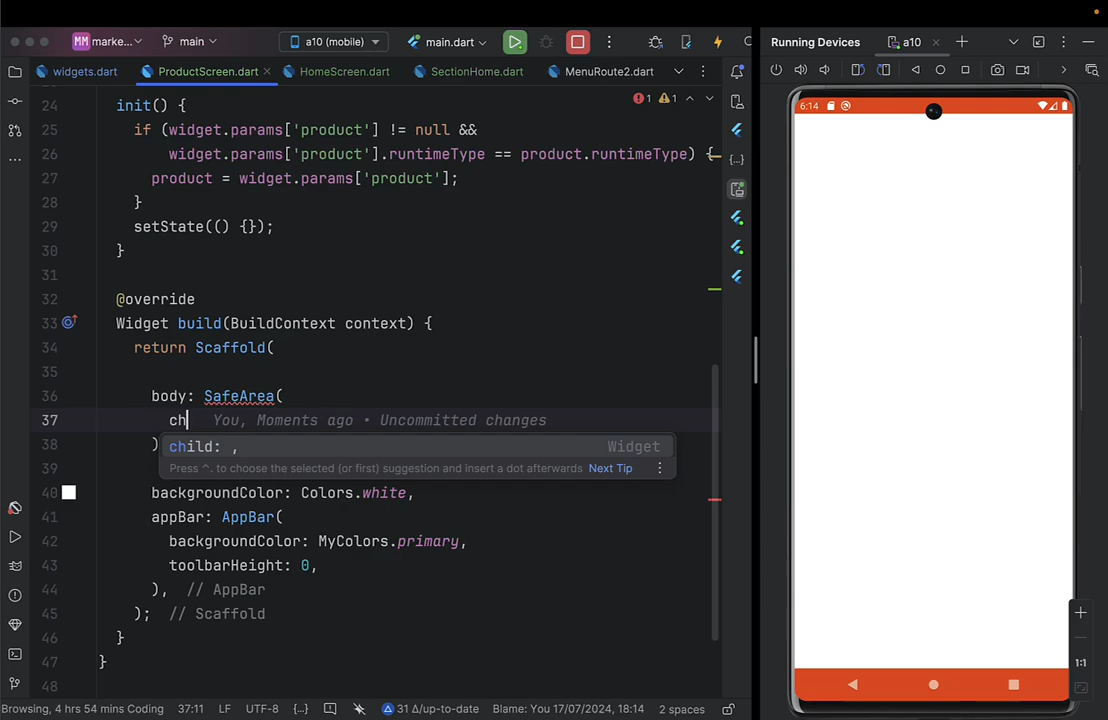 MM marke... main a10 (mobile) main.dart Running Devices a10
widgets.dart ProductScreen.dart HomeScreen.dart SectionHome.dart MenuRoute2.dart
6:14
24 init() {
1 1
25 if (widget.params['product'] != null &&
26 widget.params['product'].runtimeType == product.runtimeType) {
27 product = widget.params['product'];
28 }
29 setState(() {});
30 }
31
32 @override
33 Widget build(BuildContext context) {
34 return Scaffold(
35
36 body: SafeArea(
37 ch You, Moments ago • Uncommitted changes
38 )
child: , Widget
39
Press ^. to choose the selected (or first) suggestion and insert a dot afterwards Next Tip
40 backgroundColor: Colors.white,
41 appBar: AppBar(
42 backgroundColor: MyColors.primary,
43 toolbarHeight: 0,
44 ), // AppBar
45 ); // Scaffold
46 }
47 }
48
1:1
Browsing, 4 hrs 54 mins Coding 37:11 LF UTF-8 {...} 31 Δ/up-to-date Blame: You 17/07/2024, 18:14 2 spaces